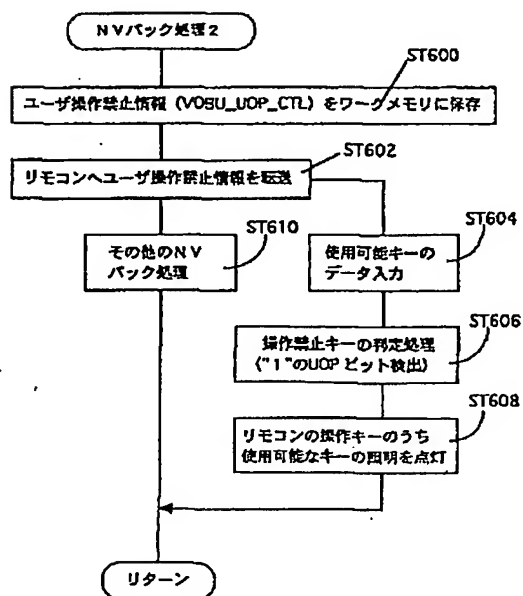 NVパック処理2
ST600
ユーザ操作禁止情報(VOBU_UOP_CTL)をワークメモリに保存
ST602
リモコンへユーザ操作禁止情報を転送
ST610
その他のNV
パック処理
ST604
使用可能キーの
データ入力
ST606
操作禁止キーの判定処理
("1"のUOPビット検出)
ST608
リモコンの操作キーのうち
使用可能なキーの照明を点灯
リターン